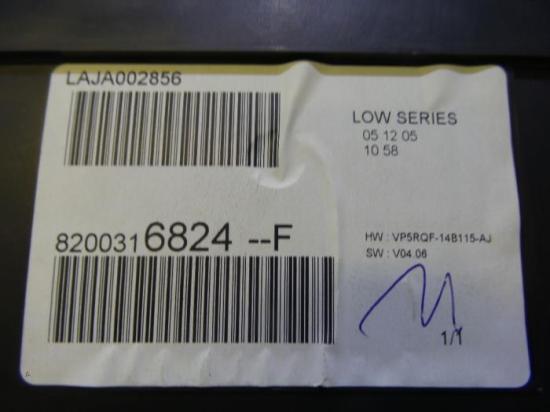 LAJA002856
LOW SERIES
05 12 05
10 58
8200316824 --F
HW : VP5RQF-14B115-AJ
SW : V04.06
1/1